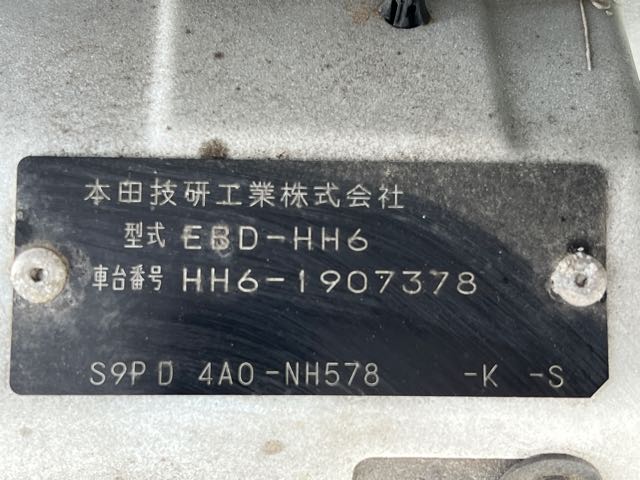 本田技研工業株式会社
型式 EBD-HH6
車台番号 HH6-1907378
S9PD 4A0-NH578 -K -S